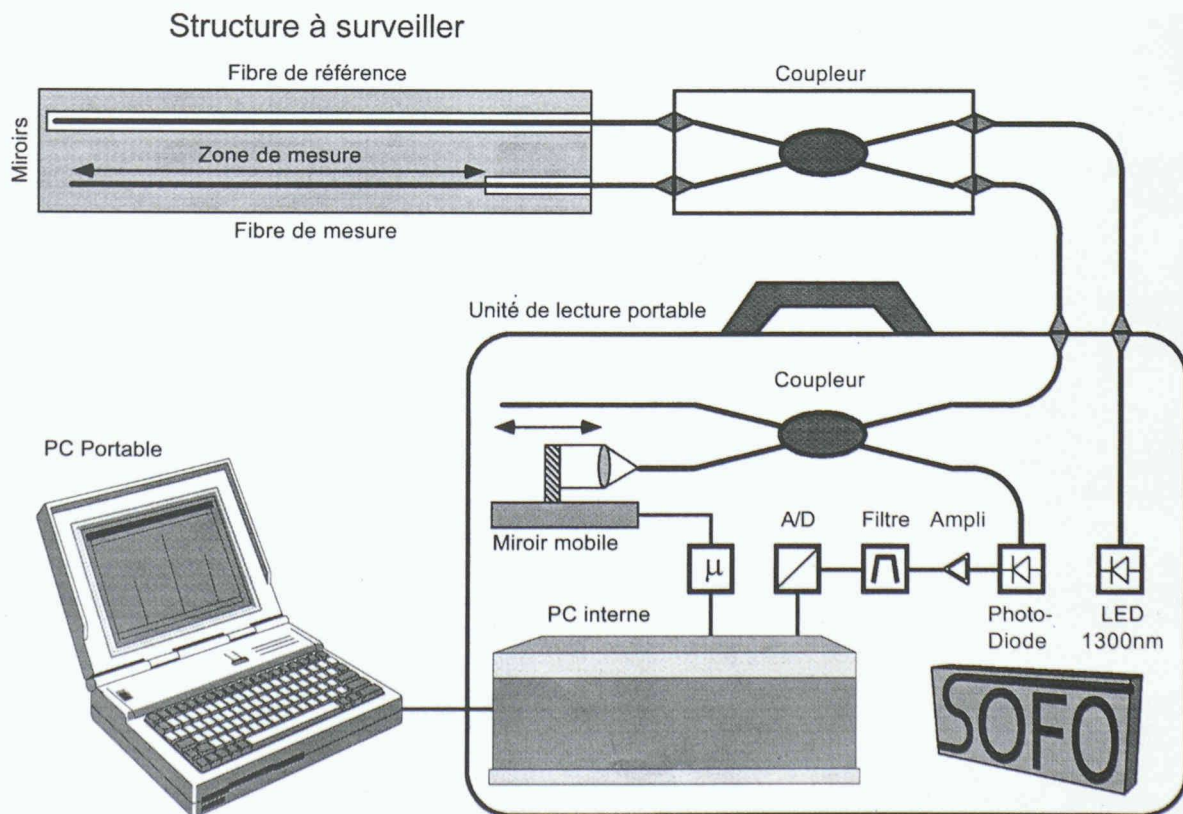 Structure à surveiller
Fibre de référence
Coupleur
Miroirs
Zone de mesure
Fibre de mesure
Unité de lecture portable
Coupleur
PC Portable
Miroir mobile
A/D
Filtre
Ampli
μ
PC interne
Photo-
Diode
LED
1300nm
SOFO